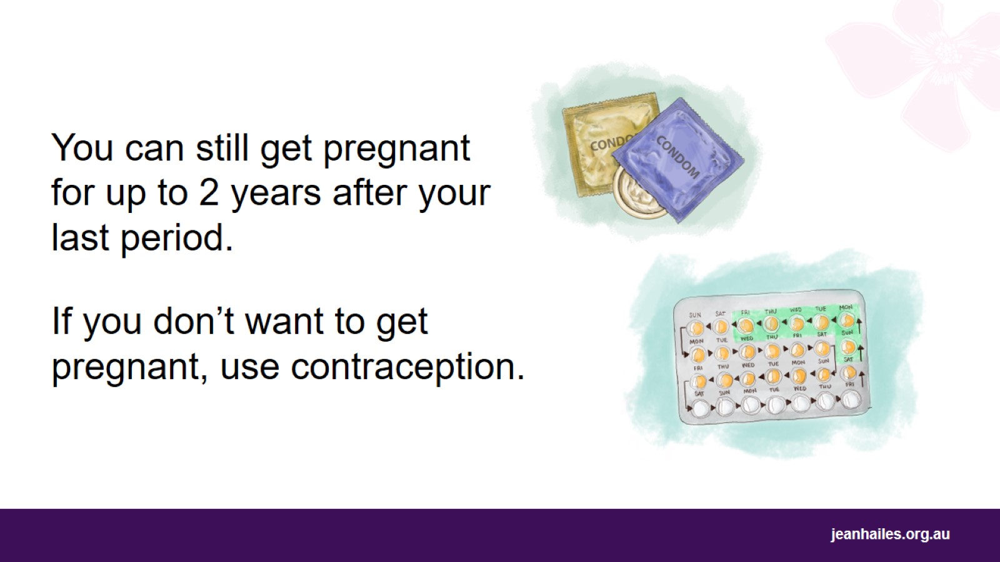 You can still get pregnant
for up to 2 years after your
last period.
If you don’t want to get
pregnant, use contraception.
CONDO
CONDOM
SUN SAT FRI THU WED TUE MON
MON TUE WED THU FRI SAT SUN
FRI THU WED TUE MON SUN SAT
SAT SUN MON TUE WED THU FRI
jeanhailes.org.au